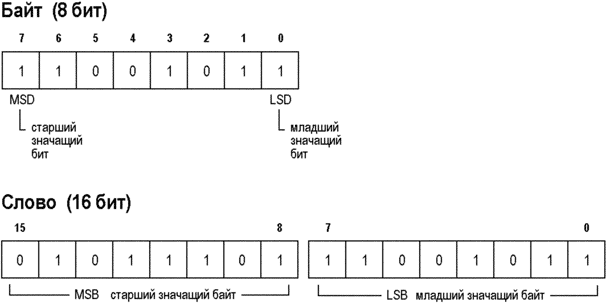 Байт (8 бит)
7 6 5 4 3 2 1 0
1 1 0 0 1 0 1 1
MSD LSD
старший младший
значащий значащий
бит бит
Слово (16 бит)
15 8 7 0
0 1 0 1 1 1 0 1 1 1 0 0 1 0 1 1
MSB старший значащий байт LSB младший значащий байт